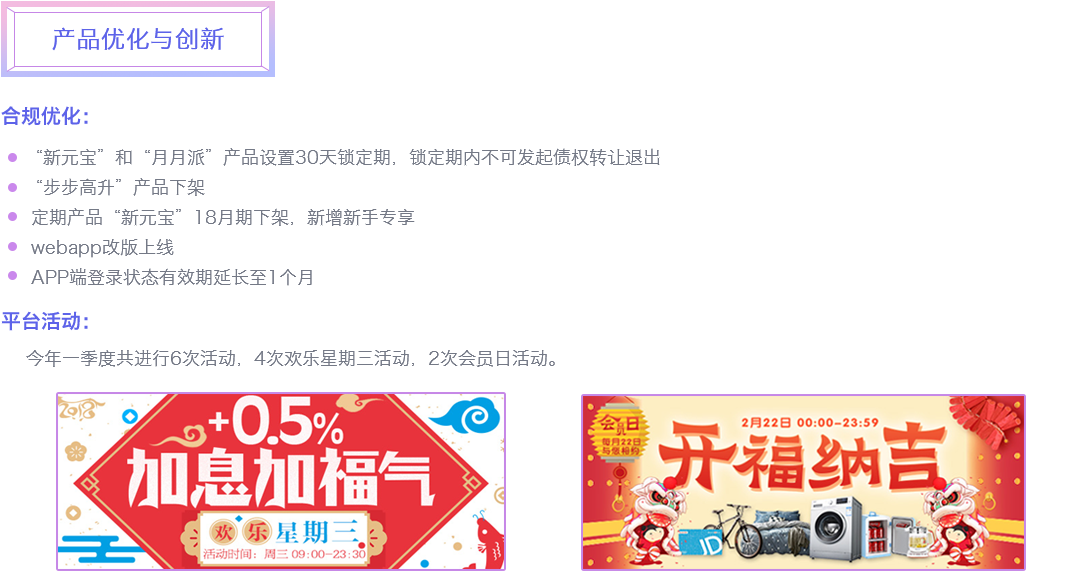 产品优化与创新
合规优化：
“新元宝”和“月月派”产品设置30天锁定期，锁定期内不可发起债权转让退出
“步步高升”产品下架
定期产品“新元宝”18月期下架，新增新手专享
webapp改版上线
APP端登录状态有效期延长至1个月
平台活动：
今年一季度共进行6次活动，4次欢乐星期三活动，2次会员日活动。
2018
+0.5%
加息加福气
欢乐星期三
活动时间：周三 09:00-23:30
会员日
每月22日
与您相约
2月22日 00:00-23:59
开福纳吉
JD